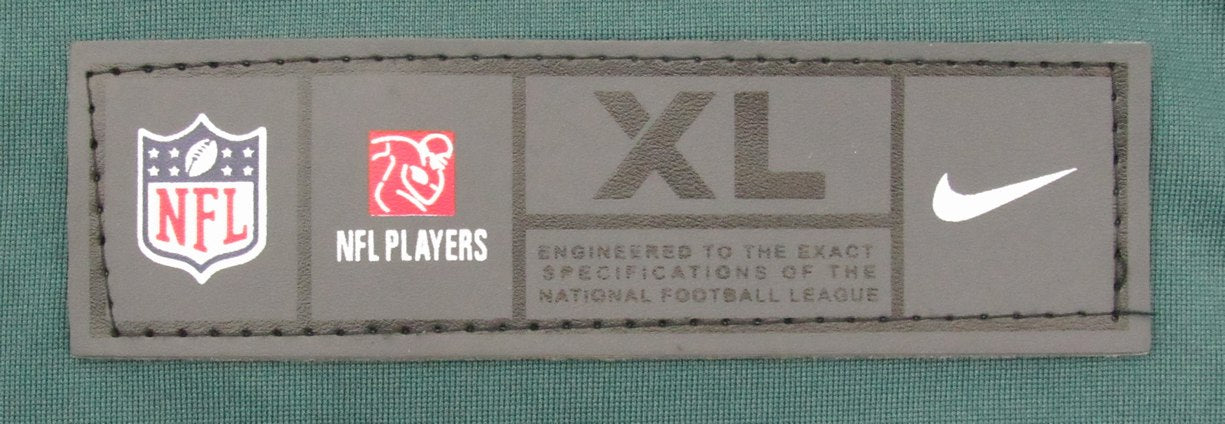 NFL
NFL PLAYERS
XL
ENGINEERED TO THE EXACT
SPECIFICATIONS OF THE
NATIONAL FOOTBALL LEAGUE